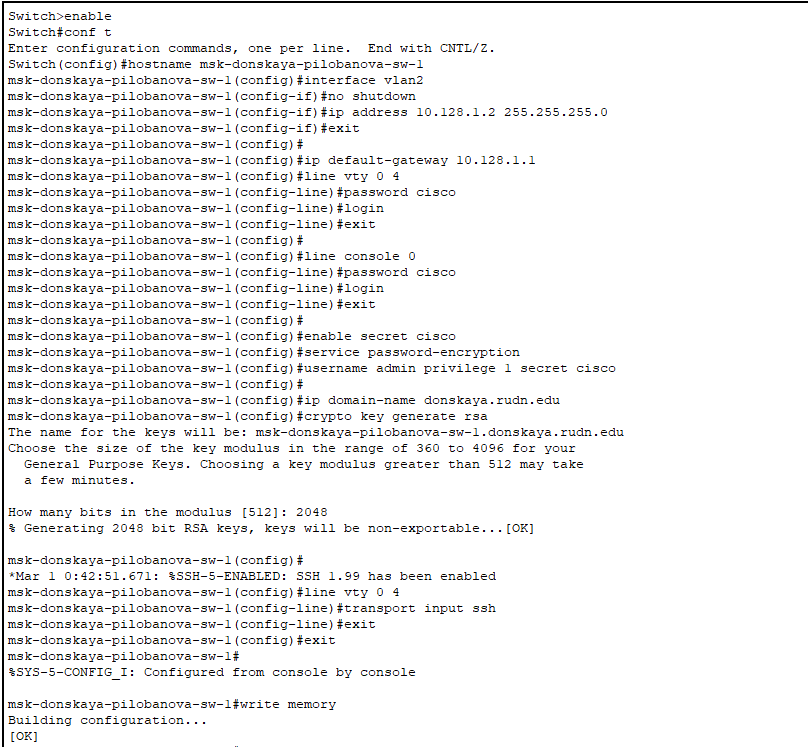 Switch>enable
Switch#conf t
Enter configuration commands, one per line.  End with CNTL/Z.
Switch(config)#hostname msk-donskaya-pilobanova-sw-1
msk-donskaya-pilobanova-sw-1(config)#interface vlan2
msk-donskaya-pilobanova-sw-1(config-if)#no shutdown
msk-donskaya-pilobanova-sw-1(config-if)#ip address 10.128.1.2 255.255.255.0
msk-donskaya-pilobanova-sw-1(config-if)#exit
msk-donskaya-pilobanova-sw-1(config)#
msk-donskaya-pilobanova-sw-1(config)#ip default-gateway 10.128.1.1
msk-donskaya-pilobanova-sw-1(config)#line vty 0 4
msk-donskaya-pilobanova-sw-1(config-line)#password cisco
msk-donskaya-pilobanova-sw-1(config-line)#login
msk-donskaya-pilobanova-sw-1(config-line)#exit
msk-donskaya-pilobanova-sw-1(config)#
msk-donskaya-pilobanova-sw-1(config)#line console 0
msk-donskaya-pilobanova-sw-1(config-line)#password cisco
msk-donskaya-pilobanova-sw-1(config-line)#login
msk-donskaya-pilobanova-sw-1(config-line)#exit
msk-donskaya-pilobanova-sw-1(config)#
msk-donskaya-pilobanova-sw-1(config)#enable secret cisco
msk-donskaya-pilobanova-sw-1(config)#service password-encryption
msk-donskaya-pilobanova-sw-1(config)#username admin privilege 1 secret cisco
msk-donskaya-pilobanova-sw-1(config)#
msk-donskaya-pilobanova-sw-1(config)#ip domain-name donskaya.rudn.edu
msk-donskaya-pilobanova-sw-1(config)#crypto key generate rsa
The name for the keys will be: msk-donskaya-pilobanova-sw-1.donskaya.rudn.edu
Choose the size of the key modulus in the range of 360 to 4096 for your
  General Purpose Keys. Choosing a key modulus greater than 512 may take
  a few minutes.

How many bits in the modulus [512]: 2048
% Generating 2048 bit RSA keys, keys will be non-exportable...[OK]

msk-donskaya-pilobanova-sw-1(config)#
*Mar 1 0:42:51.671: %SSH-5-ENABLED: SSH 1.99 has been enabled
msk-donskaya-pilobanova-sw-1(config)#line vty 0 4
msk-donskaya-pilobanova-sw-1(config-line)#transport input ssh
msk-donskaya-pilobanova-sw-1(config-line)#exit
msk-donskaya-pilobanova-sw-1(config)#exit
msk-donskaya-pilobanova-sw-1#
%SYS-5-CONFIG_I: Configured from console by console

msk-donskaya-pilobanova-sw-1#write memory
Building configuration...
[OK]